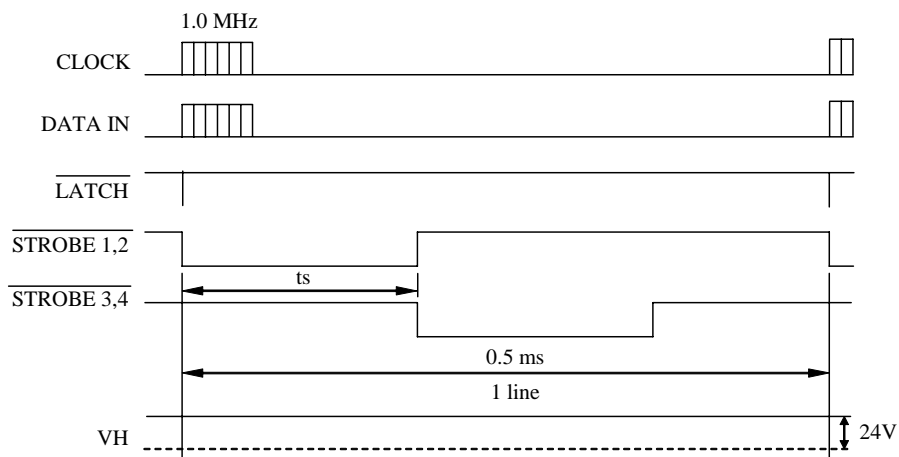 1.0 MHz
CLOCK
DATA IN
LATCH
STROBE 1,2
ts
STROBE 3,4
0.5 ms
1 line
VH
24V